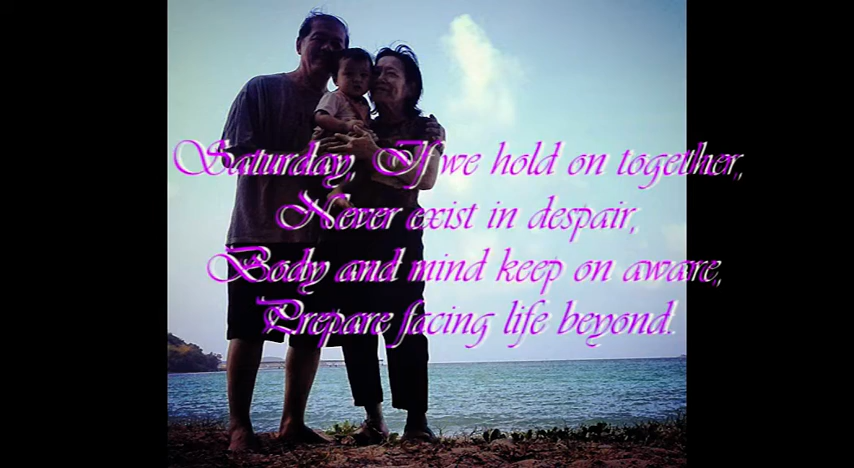 Saturday, If we hold on together,
Never exist in despair,
Body and mind keep on aware,
Prepare facing life beyond.